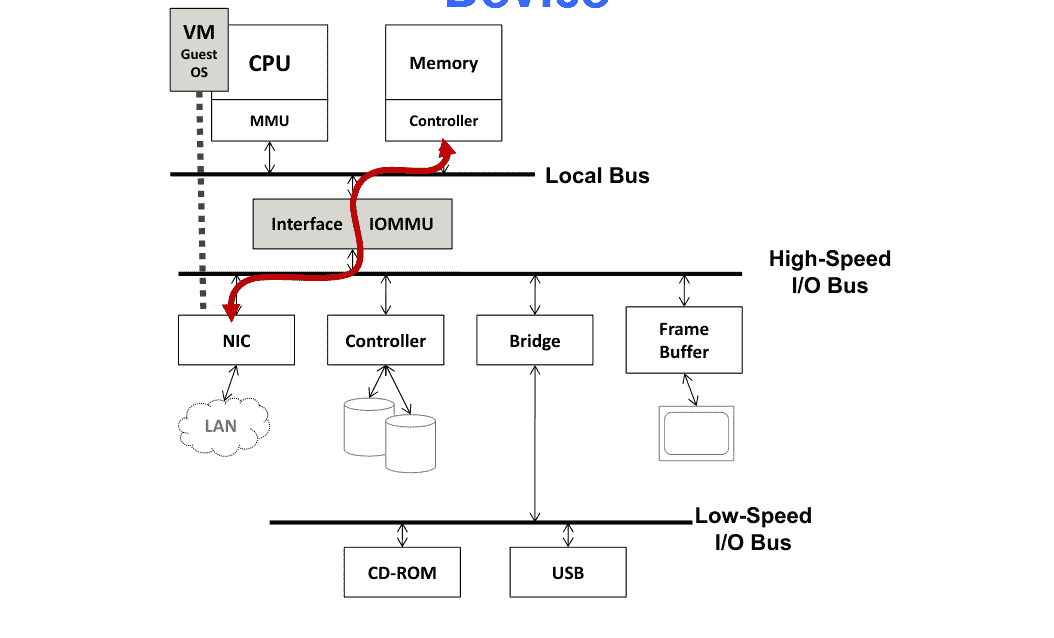 Device
VM
Guest
OS
CPU
Memory
MMU
Controller
Local Bus
Interface
IOMMU
High-Speed
I/O Bus
NIC
Controller
Bridge
Frame
Buffer
LAN
Low-Speed
I/O Bus
CD-ROM
USB